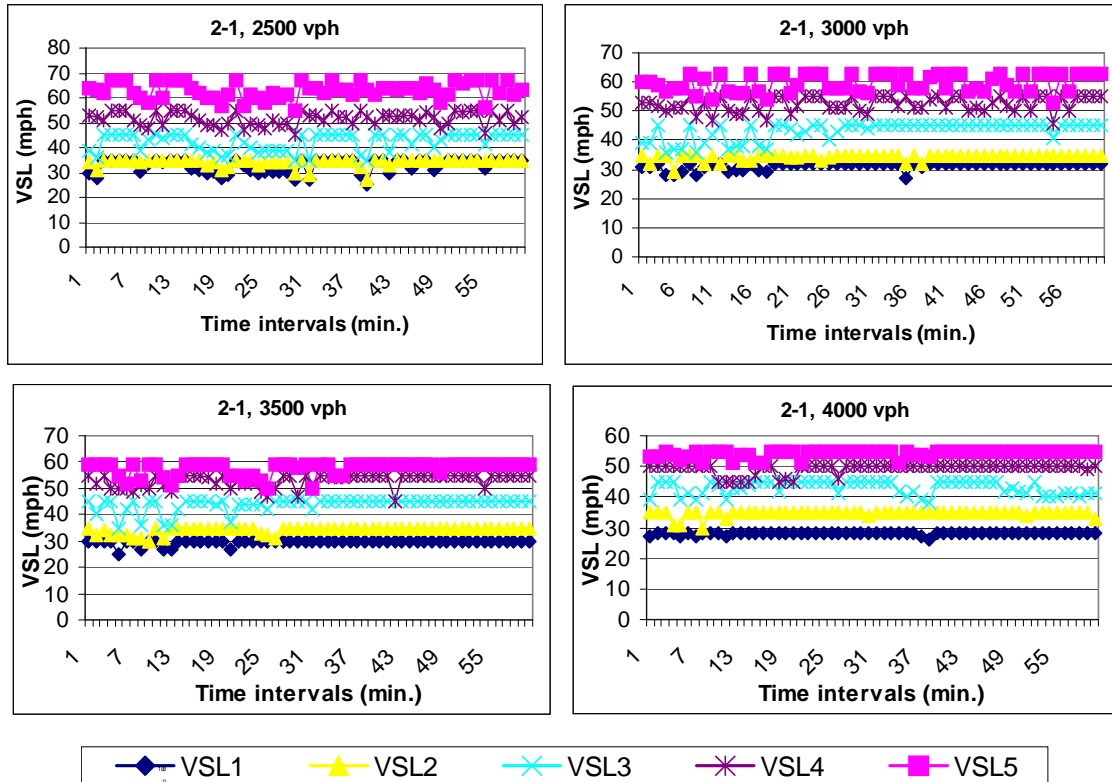 2-1, 2500 vph
VSL (mph)
80
70
60
50
40
30
20
10
0
1 7 13 19 25 31 37 43 49 55
Time intervals (min.)
2-1, 3000 vph
VSL (mph)
70
60
50
40
30
20
10
0
1 6 11 16 21 26 31 36 41 46 51 56
Time intervals (min.)
2-1, 3500 vph
VSL (mph)
70
60
50
40
30
20
10
0
1 7 13 19 25 31 37 43 49 55
Time intervals (min.)
2-1, 4000 vph
VSL (mph)
60
50
40
30
20
10
0
1 7 13 19 25 31 37 43 49 55
Time intervals (min.)
VSL1 VSL2 VSL3 VSL4 VSL5